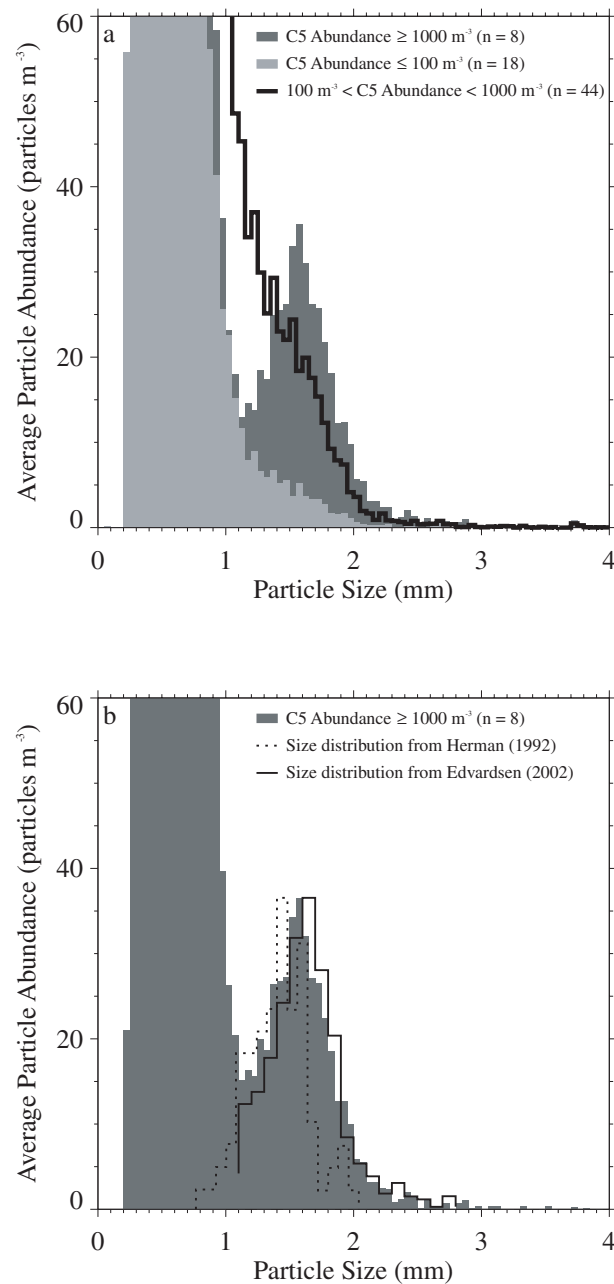 a
C5 Abundance ≥ 1000 m⁻³ (n = 8)
C5 Abundance ≤ 100 m⁻³ (n = 18)
100 m⁻³ < C5 Abundance < 1000 m⁻³ (n = 44)
Average Particle Abundance (particles m⁻³)
60
40
20
0
0 1 2 3 4
Particle Size (mm)
b
C5 Abundance ≥ 1000 m⁻³ (n = 8)
Size distribution from Herman (1992)
Size distribution from Edvardsen (2002)
Average Particle Abundance (particles m⁻³)
60
40
20
0
0 1 2 3 4
Particle Size (mm)